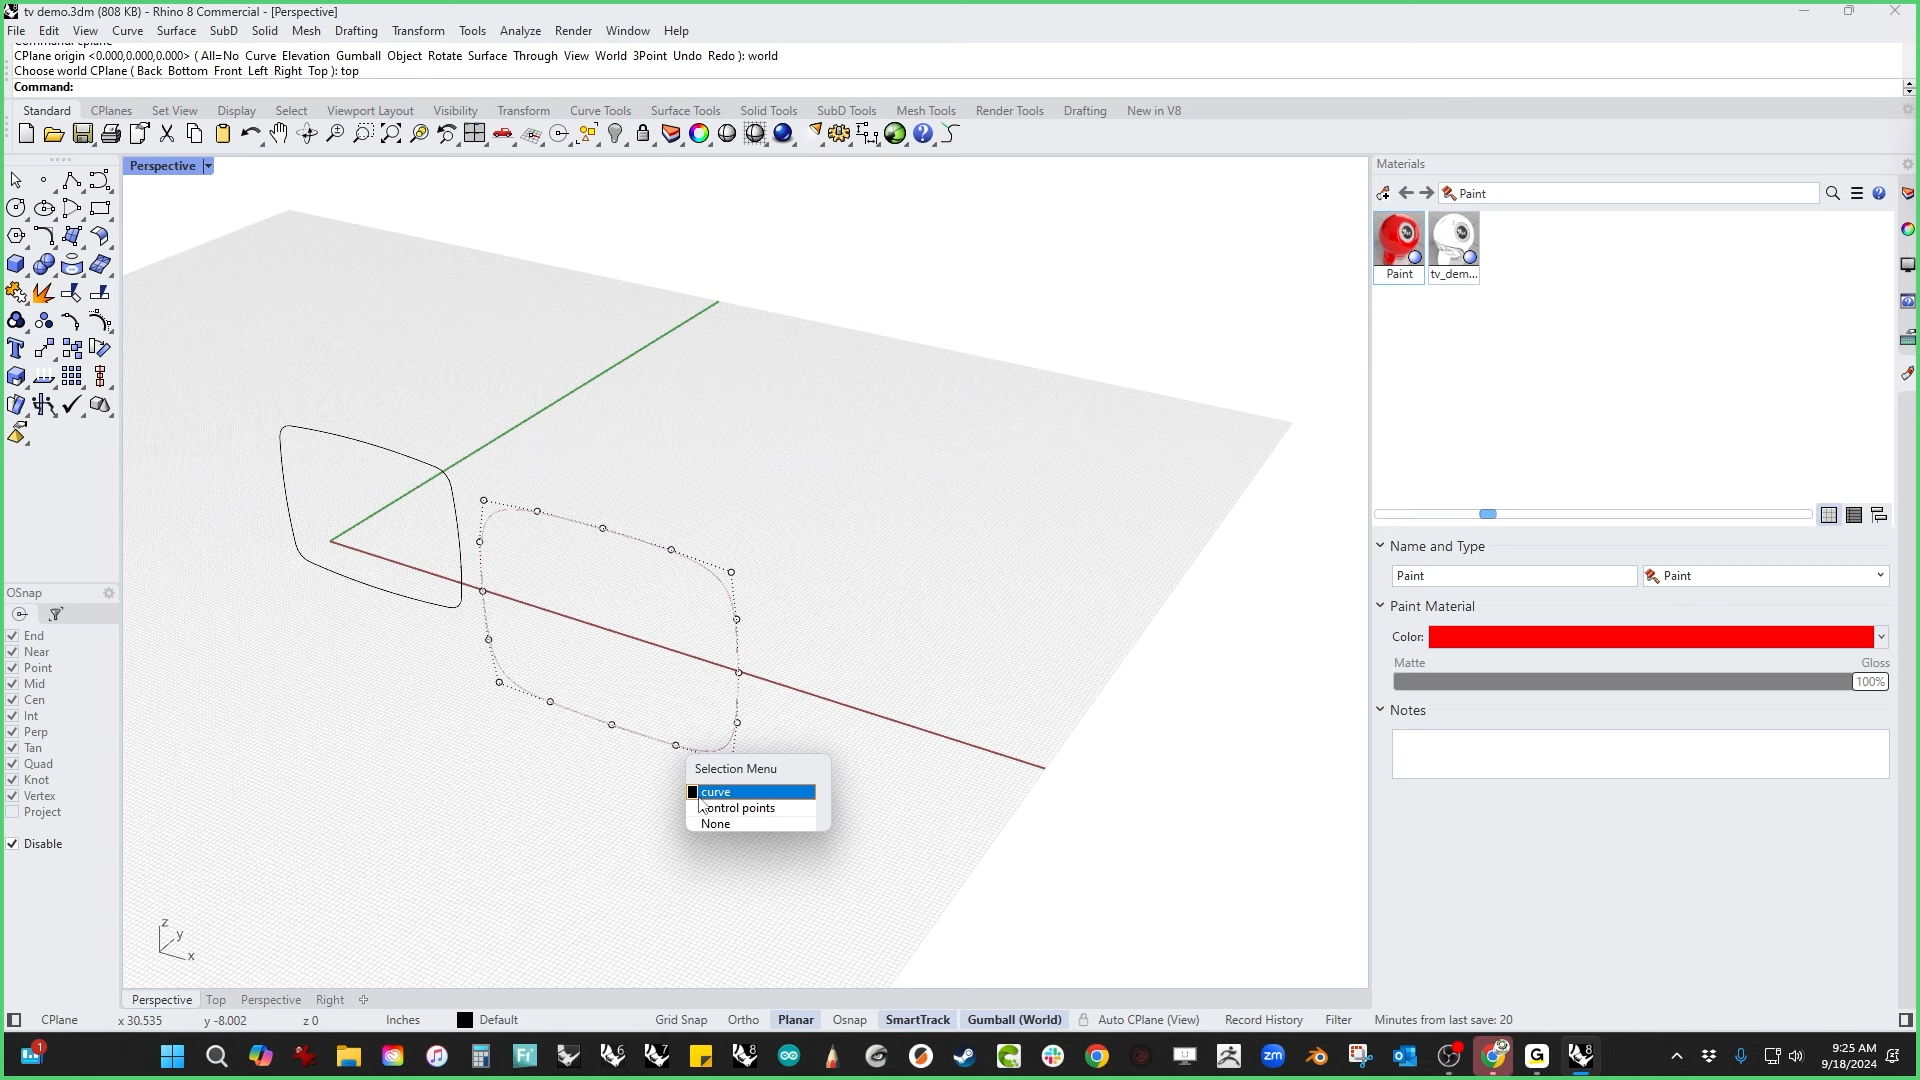 tv demo.3dm (808 KB) - Rhino 8 Commercial - [Perspective]
File Edit View Curve Surface SubD Solid Mesh Drafting Transform Tools Analyze Render Window Help
CPlane origin <0.000,0.000,0.000> ( All=No Curve Elevation Gumball Object Rotate Surface Through View World 3Point Undo Redo ): world
Choose world CPlane ( Back Bottom Front Left Right Top ): top
Command:
Standard CPlanes Set View Display Select Viewport Layout Visibility Transform Curve Tools Surface Tools Solid Tools SubD Tools Mesh Tools Render Tools Drafting New in V8
Perspective
Materials
Paint
Paint tv_dem...
OSnap
End
Near
Point
Mid
Cen
Int
Perp
Tan
Quad
Knot
Vertex
Project
Disable
Selection Menu
curve
control points
None
z
y
x
Name and Type
Paint Paint
Paint Material
Color:
Matte Gloss
100%
Notes
Perspective Top Perspective Right
CPlane x 30.535 y -8.002 z 0 Inches Default Grid Snap Ortho Planar Osnap SmartTrack Gumball (World) Auto CPlane (View) Record History Filter Minutes from last save: 20
9:25 AM
9/18/2024